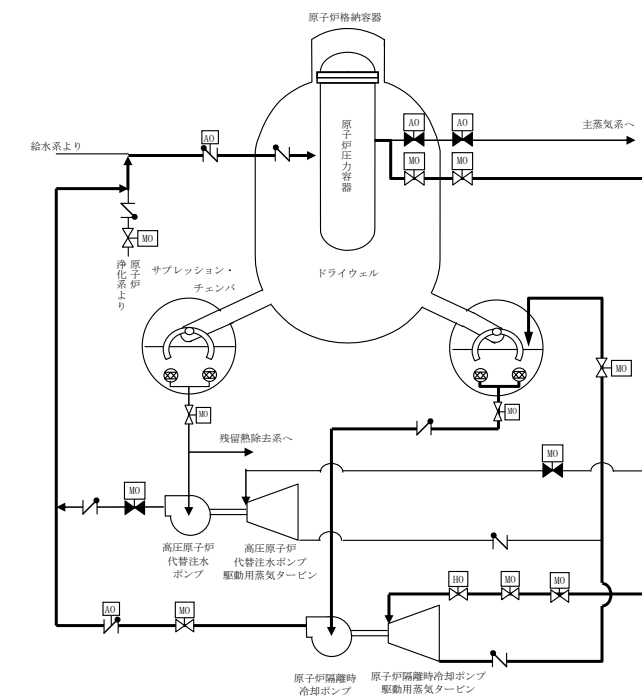 原子炉格納容器
原子炉圧力容器
AO
AO
AO
主蒸気系へ
給水系より
MO
MO
MO
原子炉
浄化系より
サプレッション・
チェンバ
ドライウェル
MO
MO
MO
残留熱除去系へ
MO
MO
高圧原子炉
代替注水
ポンプ
高圧原子炉
代替注水ポンプ
駆動用蒸気タービン
HO
MO
MO
AO
MO
原子炉隔離時
冷却ポンプ
原子炉隔離時冷却ポンプ
駆動用蒸気タービン